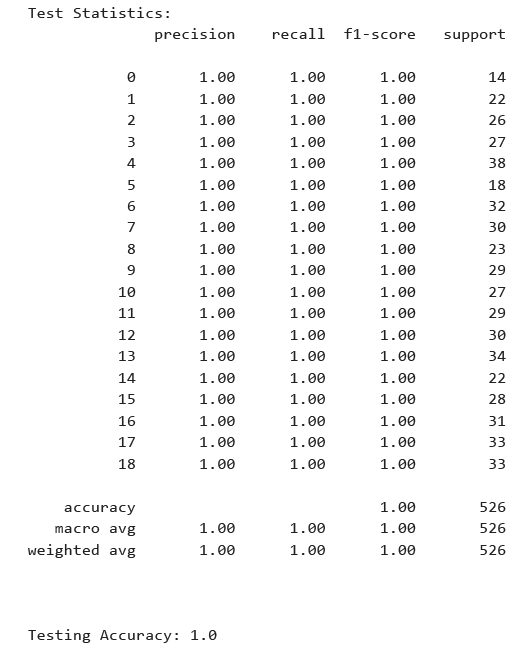 Test Statistics:
precision recall f1-score support
0 1.00 1.00 1.00 14
1 1.00 1.00 1.00 22
2 1.00 1.00 1.00 26
3 1.00 1.00 1.00 27
4 1.00 1.00 1.00 38
5 1.00 1.00 1.00 18
6 1.00 1.00 1.00 32
7 1.00 1.00 1.00 30
8 1.00 1.00 1.00 23
9 1.00 1.00 1.00 29
10 1.00 1.00 1.00 27
11 1.00 1.00 1.00 29
12 1.00 1.00 1.00 30
13 1.00 1.00 1.00 34
14 1.00 1.00 1.00 22
15 1.00 1.00 1.00 28
16 1.00 1.00 1.00 31
17 1.00 1.00 1.00 33
18 1.00 1.00 1.00 33
accuracy 1.00 526
macro avg 1.00 1.00 1.00 526
weighted avg 1.00 1.00 1.00 526
Testing Accuracy: 1.0